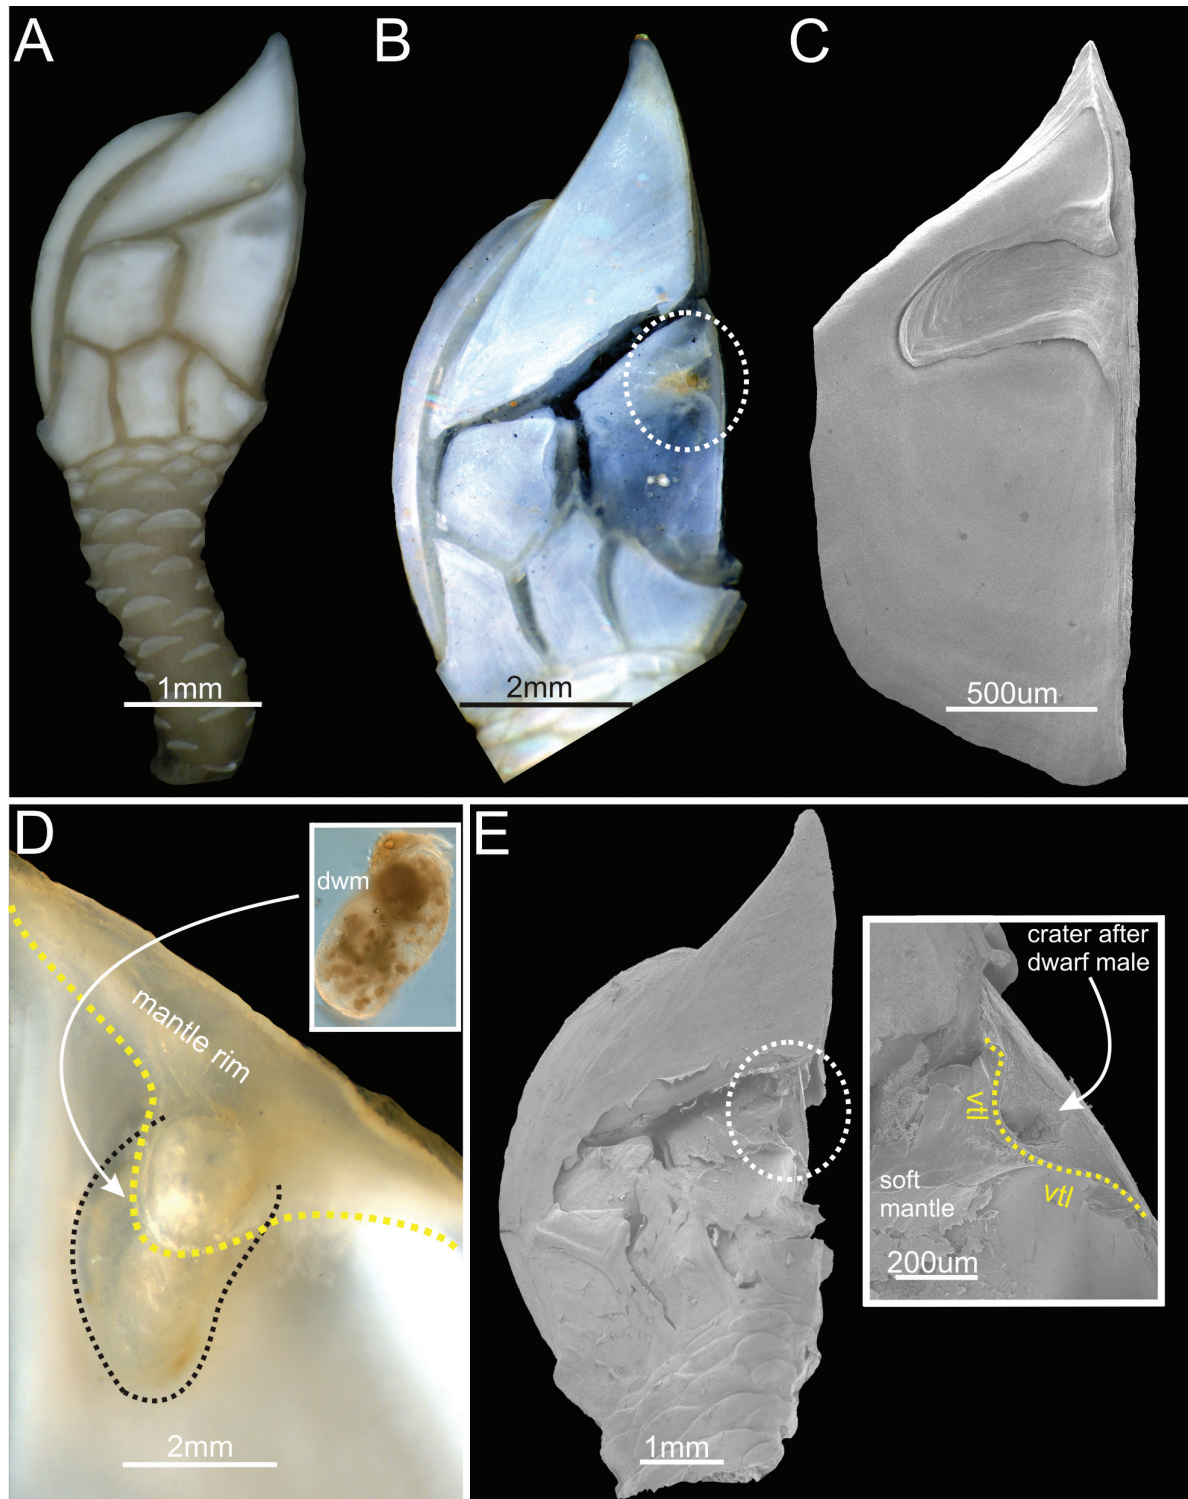 A
B
C
1mm
2mm
500um
D
dwm
mantle rim
2mm
E
crater after
dwarf male
vtl
vtl
soft
mantle
200um
1mm